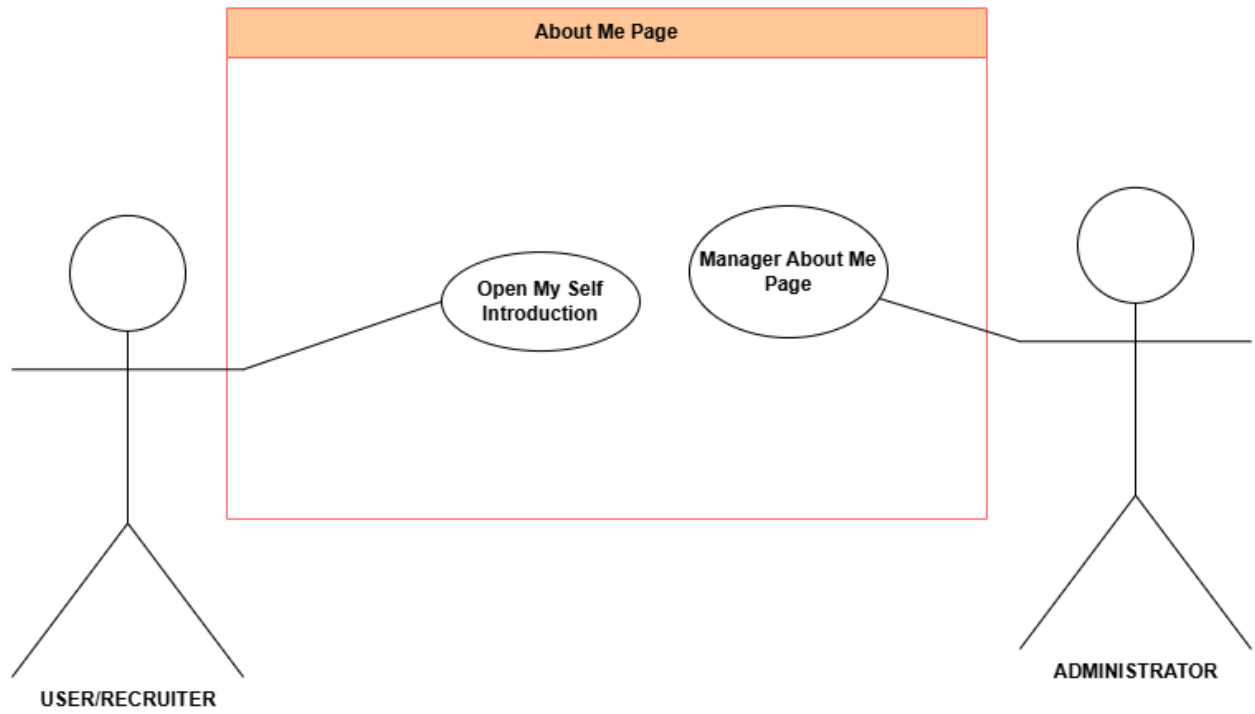 About Me Page
Open My Self
Introduction
Manager About Me
Page
USER/RECRUITER
ADMINISTRATOR